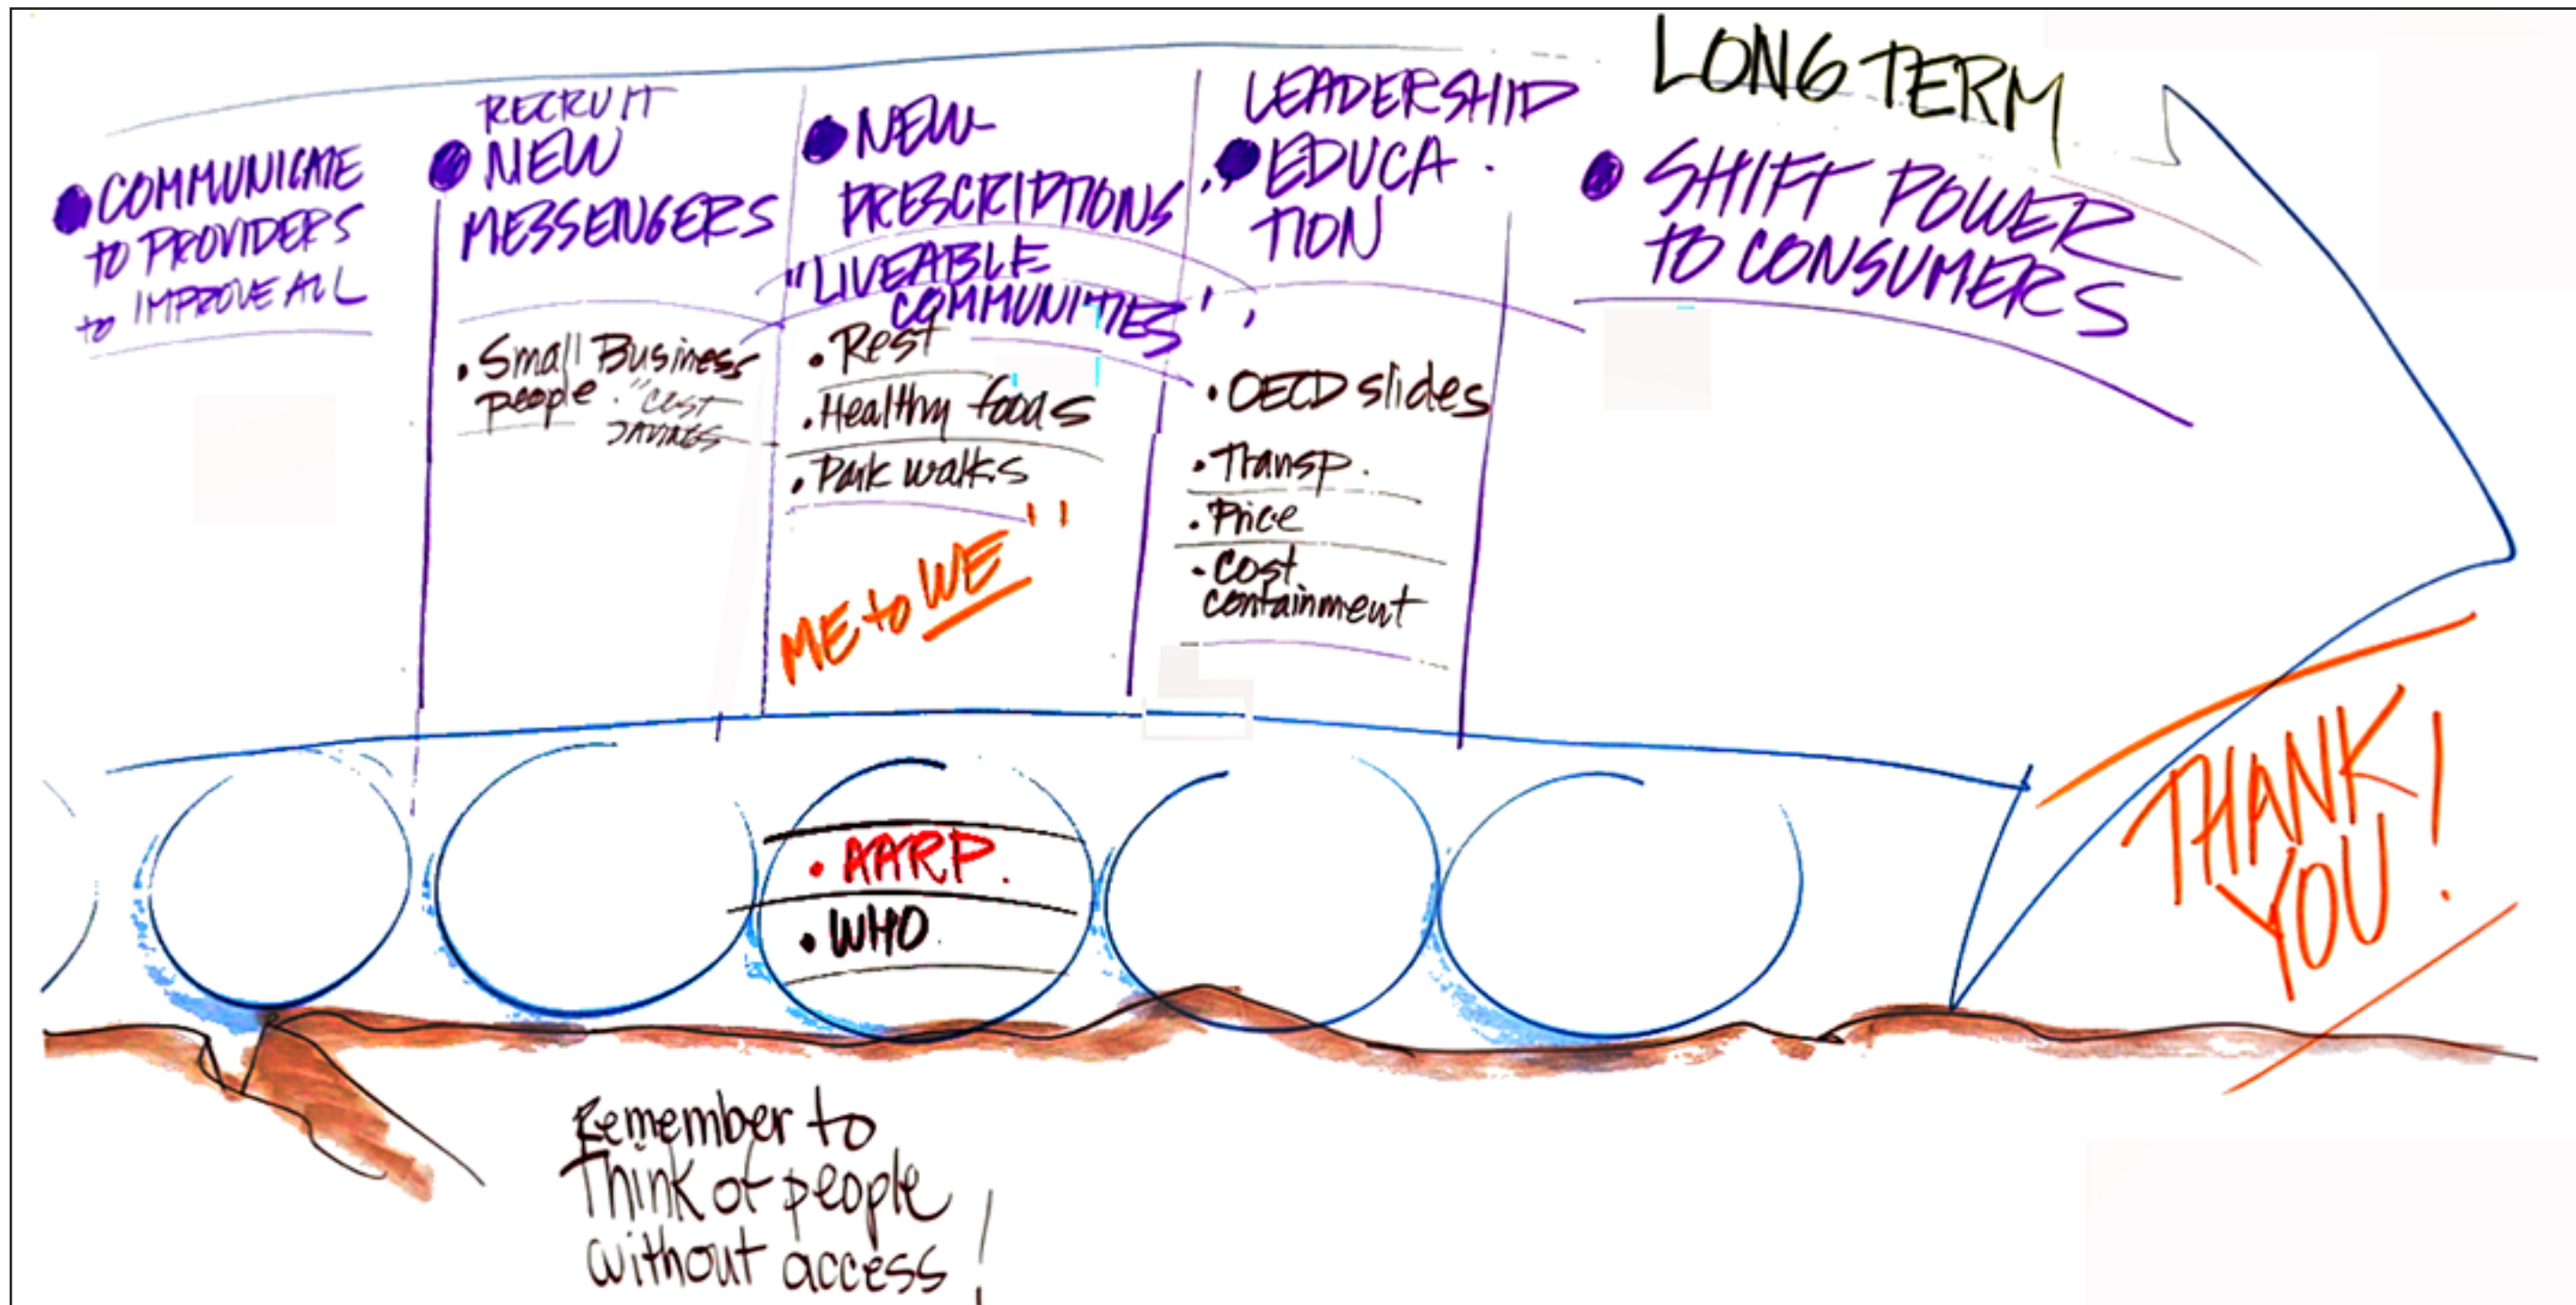 LONG TERM
• COMMUNICATE
to PROVIDERS
to IMPROVE ALL
RECRUIT
• NEW
MESSENGERS
• Small Business
people. "COST
SAVINGS
• NEW
PRESCRIPTIONS
"LIVEABLE
COMMUNITIES"
• Rest
• Healthy foods
• Park walks
ME to WE"
LEADERSHIP
• EDUCA.
TION
• OECD slides
• Transp.
• Price
• Cost
containment
• SHIFT POWER
TO CONSUMERS
• AARP.
• WHO
THANK
YOU!
Remember to
Think of people
without access!